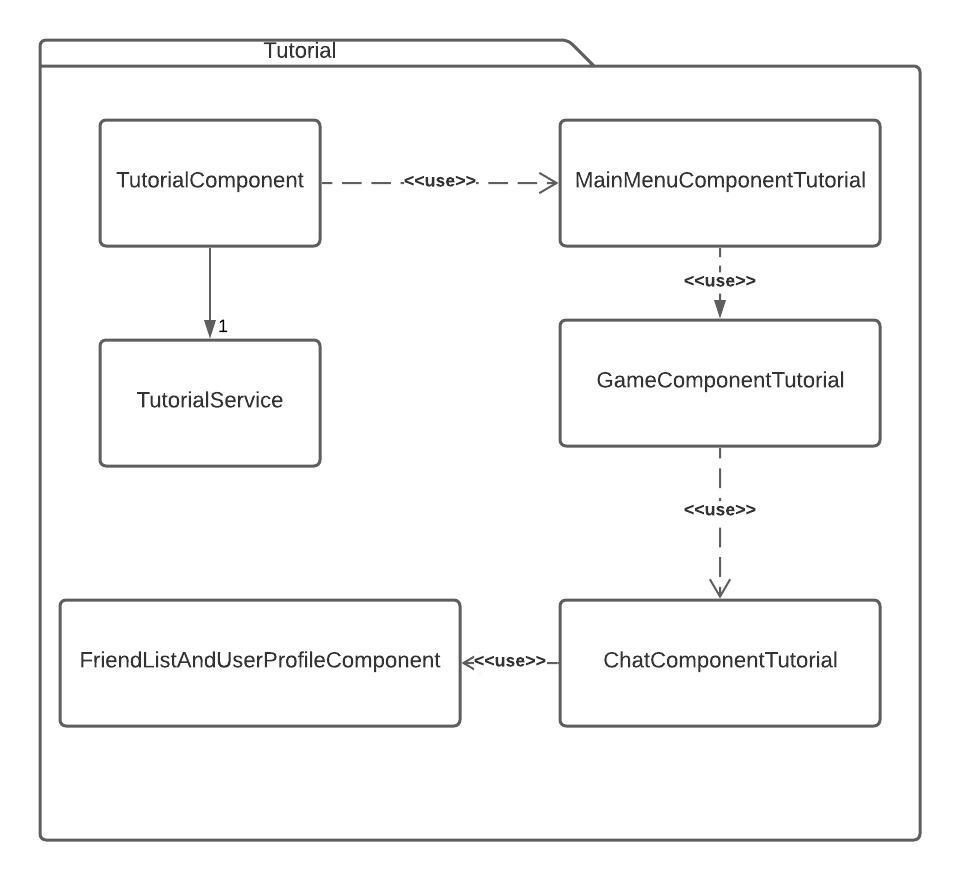 Tutorial
TutorialComponent
<<use>>
MainMenuComponentTutorial
<<use>>
1
TutorialService
GameComponentTutorial
<<use>>
FriendListAndUserProfileComponent
<<use>>
ChatComponentTutorial